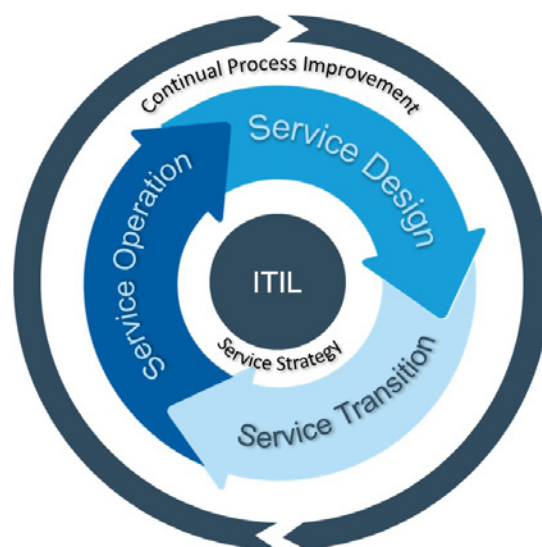 Continual Process Improvement
Service Design
Service Operation
ITIL
Service Strategy
Service Transition